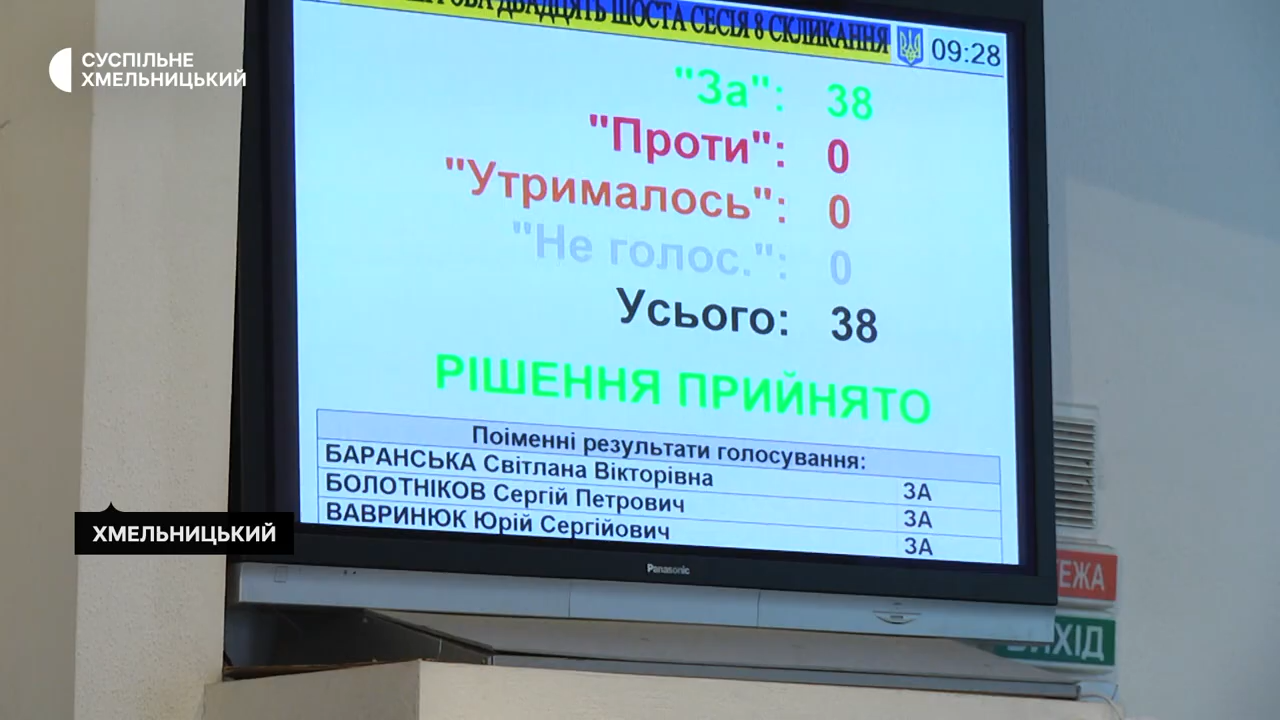 СУСПІЛЬНЕ
ХМЕЛЬНИЦЬКИЙ
ДВАДЦЯТЬ ШОСТА СЕСІЯ 8 СКЛИКАННЯ
09:28
"За": 38
"Проти": 0
"Утрималось": 0
"Не голос.": 0
Усього: 38
РІШЕННЯ ПРИЙНЯТО
Поіменні результати голосування:
БАРАНСЬКА Світлана Вікторівна ЗА
БОЛОТНІКОВ Сергій Петрович ЗА
ВАВРИНЮК Юрій Сергійович ЗА
Panasonic
ХМЕЛЬНИЦЬКИЙ
ВИХІД